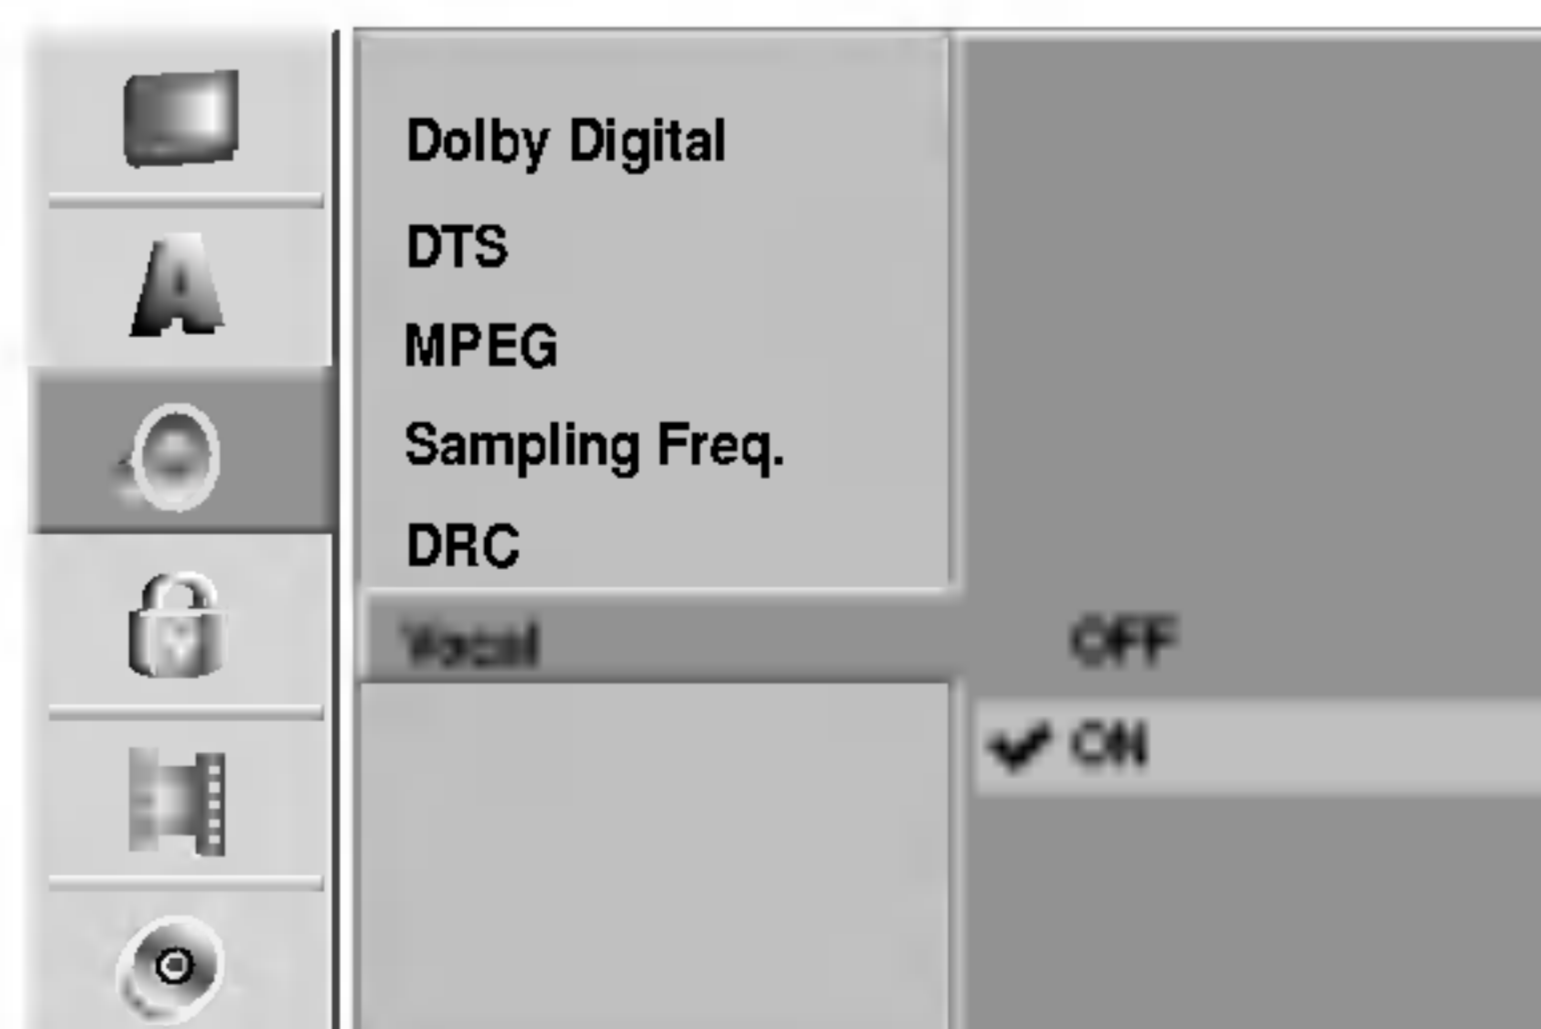 Dolby Digital
DTS
MPEG
Sampling Freq.
DRC
Vocal
OFF
ON